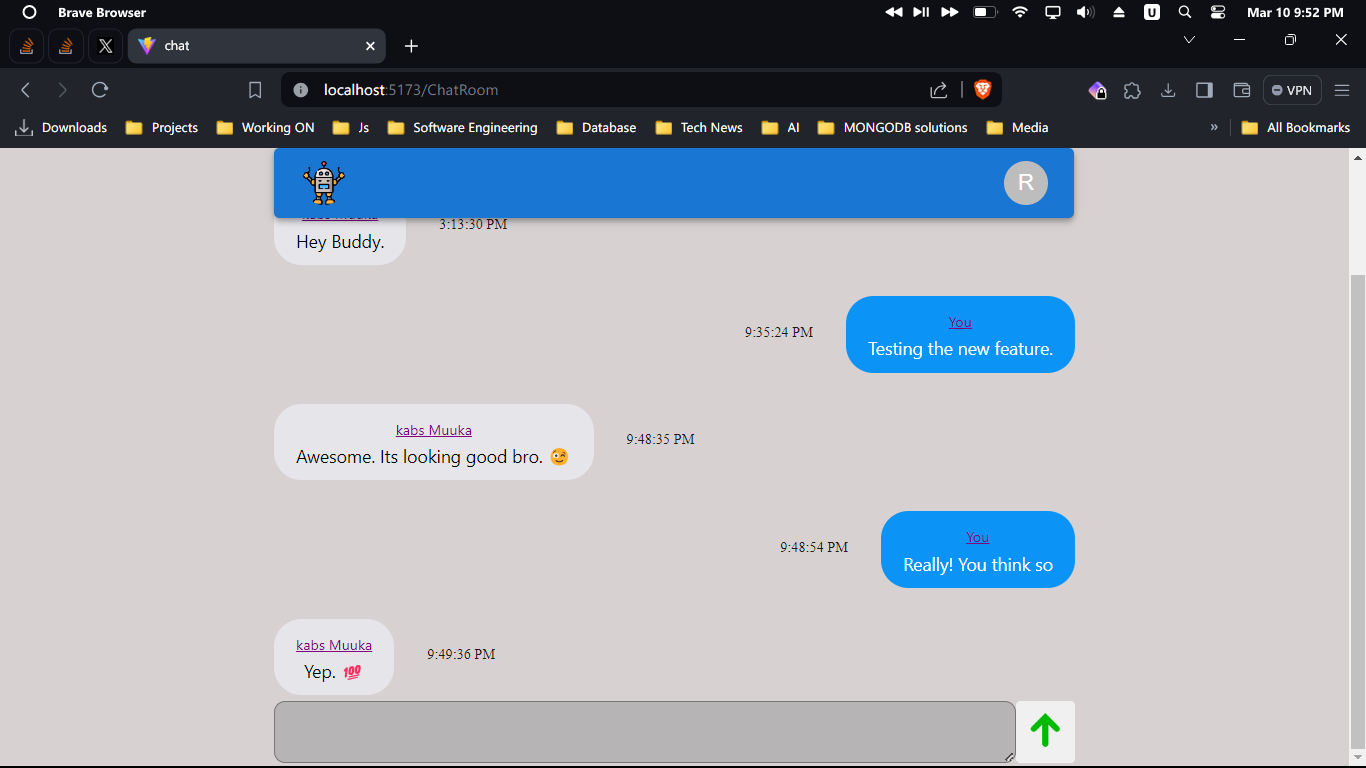 Brave Browser
U
Mar 10 9:52 PM
chat
localhost:5173/ChatRoom
VPN
Downloads
Projects
Working ON
Js
Software Engineering
Database
Tech News
AI
MONGODB solutions
Media
»
All Bookmarks
R
kabs Muuka
3:13:30 PM
Hey Buddy.
You
9:35:24 PM
Testing the new feature.
kabs Muuka
9:48:35 PM
Awesome. Its looking good bro. 😉
You
9:48:54 PM
Really! You think so
kabs Muuka
9:49:36 PM
Yep. 💯